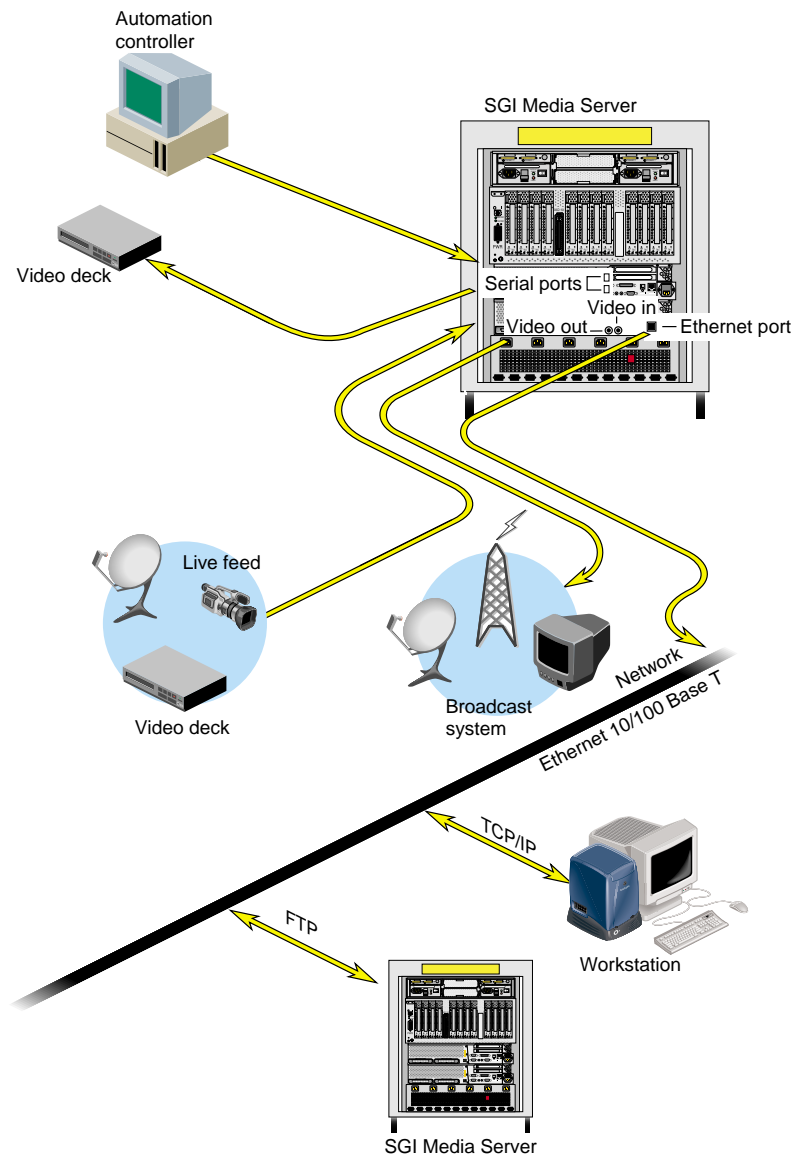 Automation
controller
SGI Media Server
PWR
Video deck
Serial ports
Video in
Video out
Ethernet port
Live feed
Video deck
Broadcast
system
Network
Ethernet 10/100 Base T
TCP/IP
FTP
Workstation
SGI Media Server